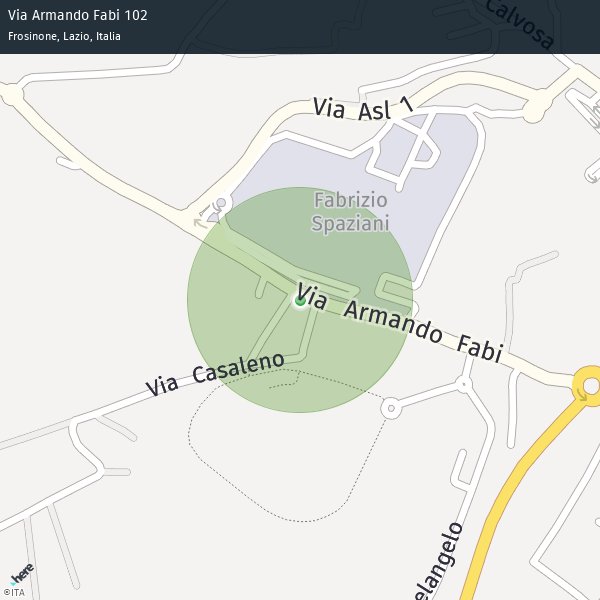 Via Armando Fabi 102
Frosinone, Lazio, Italia
Calvosa
Via Asl 1
Fabrizio
Spaziani
Via Armando Fabi
Via Casaleno
elangelo
here
©ITA